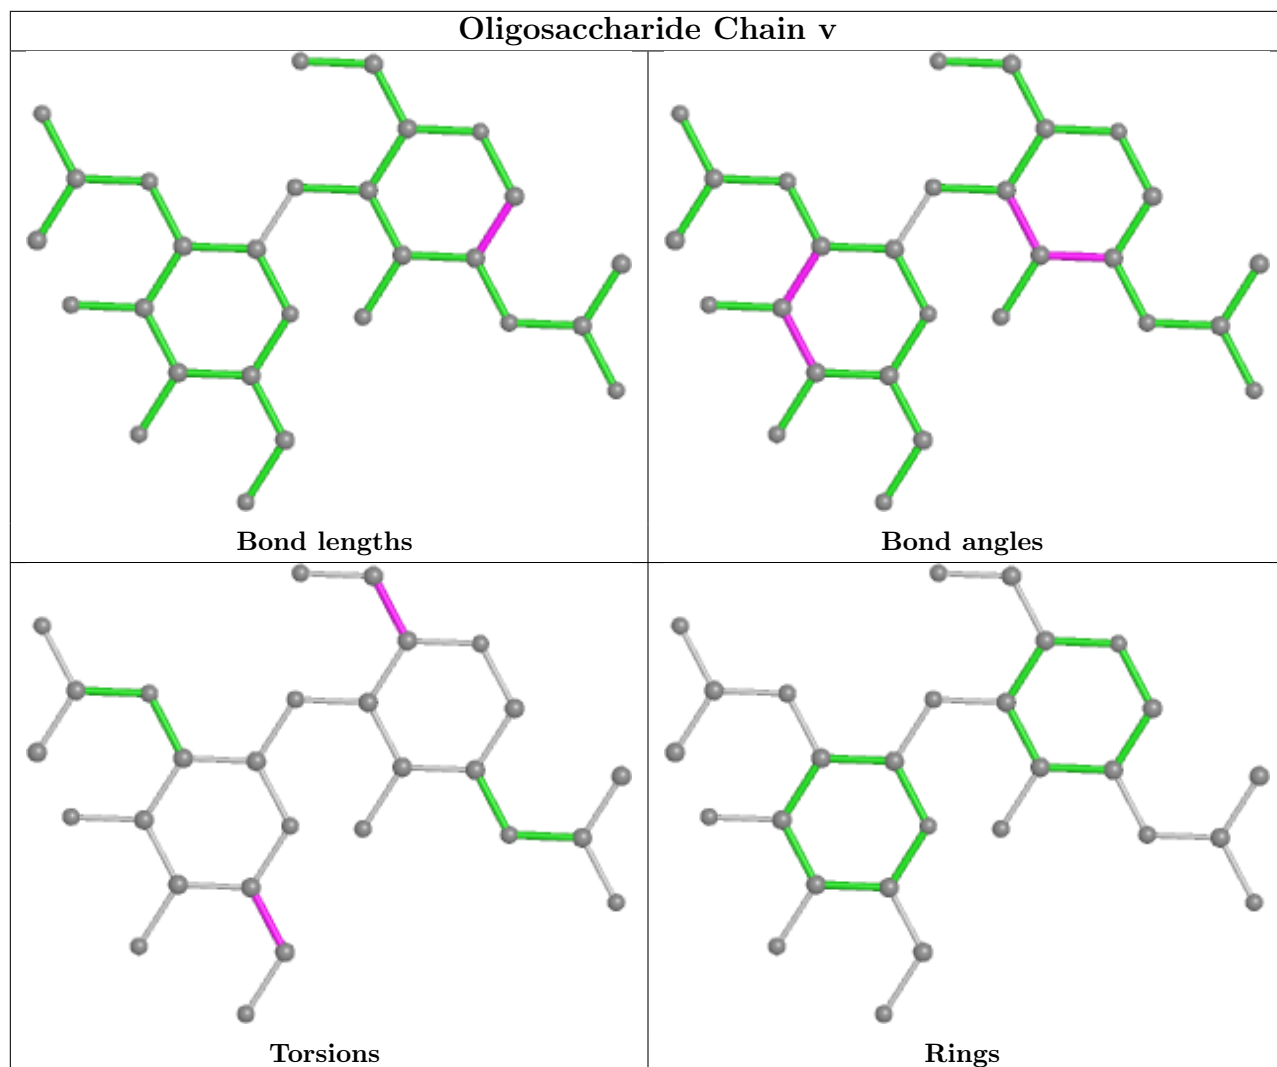 Oligosaccharide Chain v
Bond lengths
Bond angles
Torsions
Rings